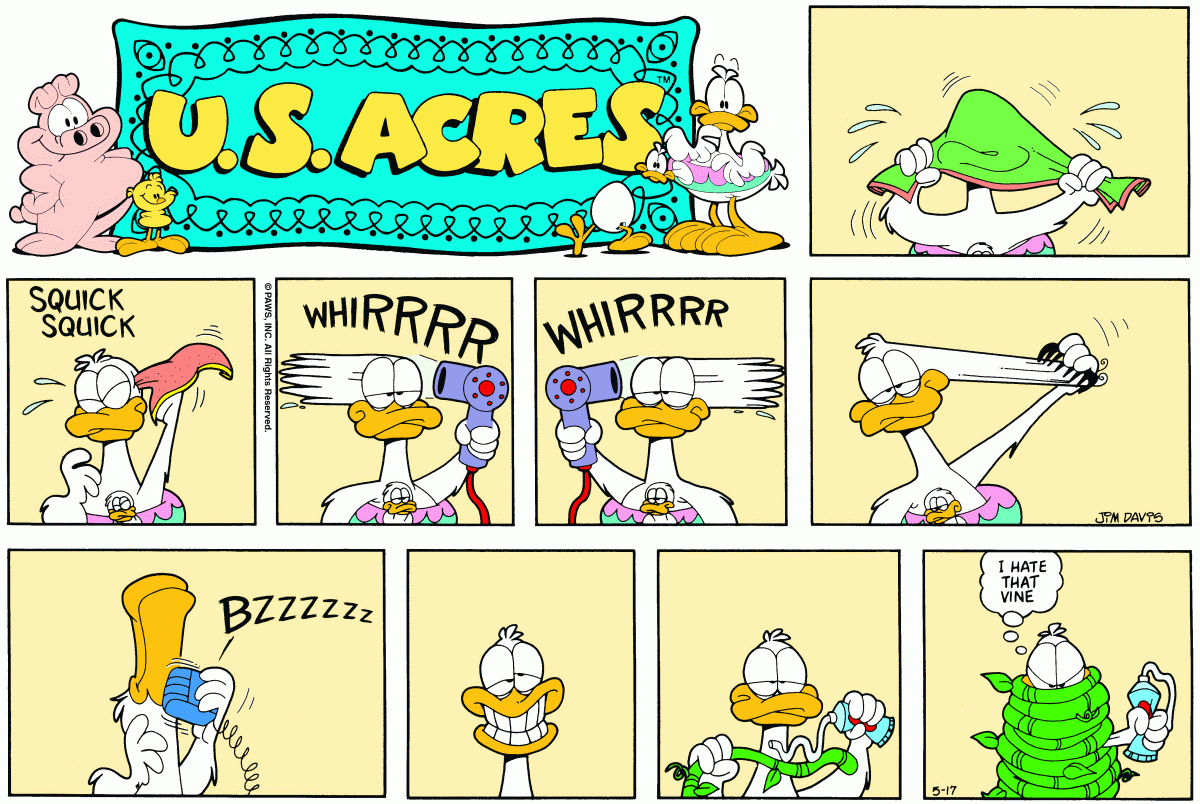 U.S. ACRES
TM
SQUICK
SQUICK
© PAWS, INC. All Rights Reserved.
WHIRRRR
WHIRRRR
JIM DAVIS
BZZZZZZ
I HATE
THAT
VINE
5-17